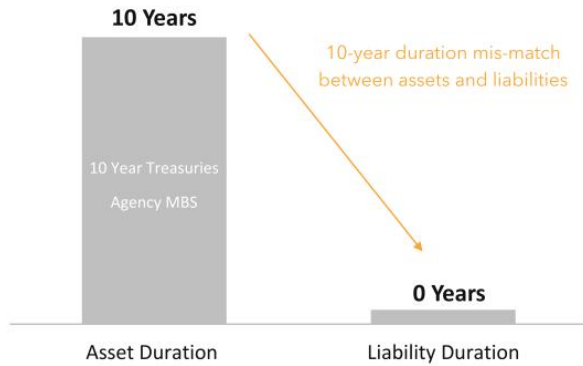 10 Years
10-year duration mis-match
between assets and liabilities
10 Year Treasuries
Agency MBS
0 Years
Asset Duration
Liability Duration